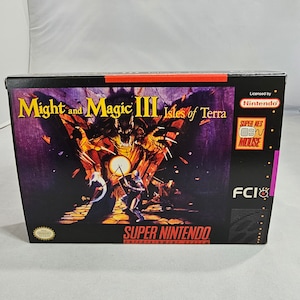 Might and Magic III Isles of Terra
Licensed by
Nintendo
SUPER NES
MOUSE
FCI
SUPER NINTENDO
ENTERTAINMENT SYSTEM